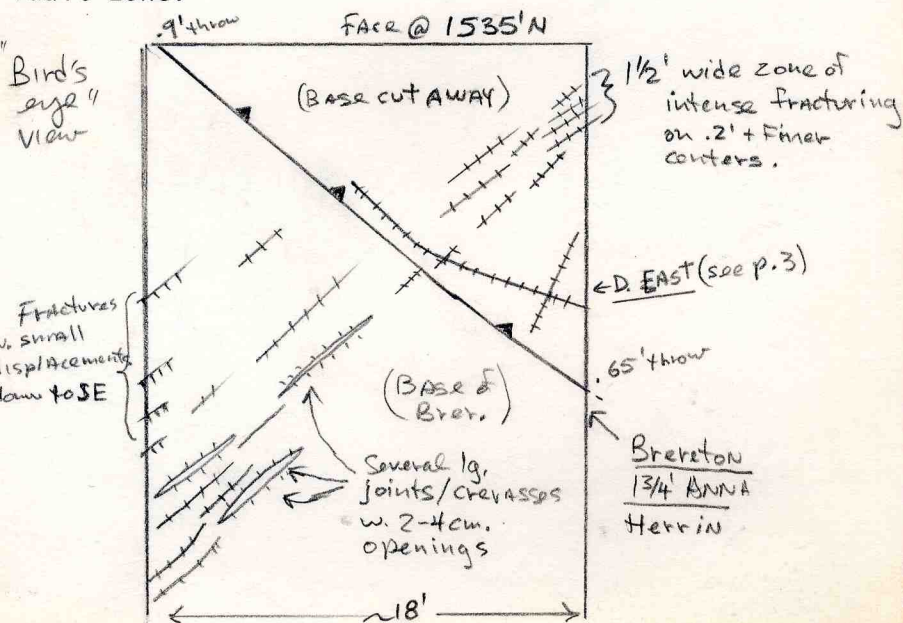 .9' throw
FACE @ 1535'N
"Bird's
eye"
view
(BASE CUT AWAY)
1½' wide zone of
intense fracturing
on .2' + Finer
centers.
←D. EAST (see p. 3)
Fractures
w. small
displacements
down to SE
.65' throw
(BASE of
Brer.)
Several lg.
joints/crevasses
w. 2-4cm.
openings
Brereton
1¾' ANNA
Herrin
~18'